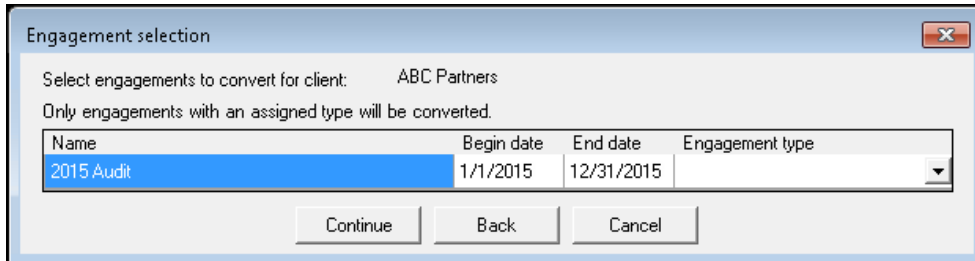 Engagement selection
Select engagements to convert for client: ABC Partners
Only engagements with an assigned type will be converted.
Name Begin date End date Engagement type
2015 Audit 1/1/2015 12/31/2015
Continue Back Cancel